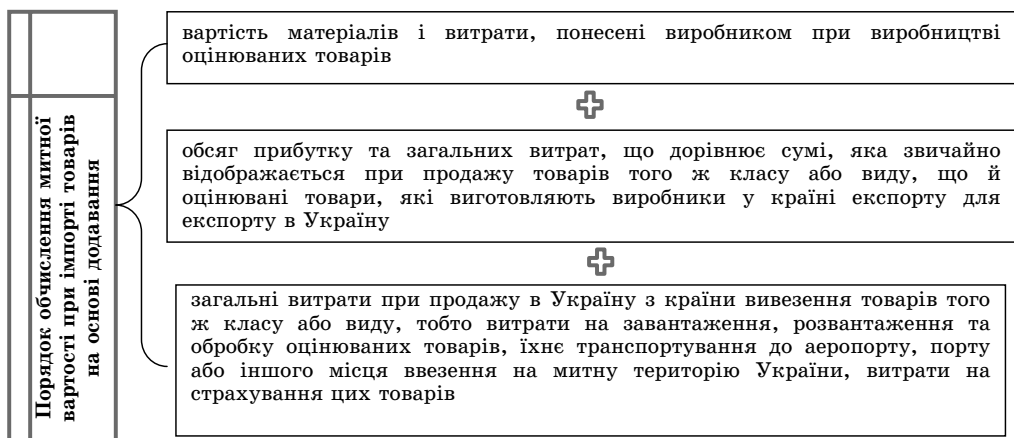 Порядок обчислення митної
вартості при імпорті товарів
на основі додавання
вартість матеріалів і витрати, понесені виробником при виробництві
оцінюваних товарів
обсяг прибутку та загальних витрат, що дорівнює сумі, яка звичайно
відображається при продажу товарів того ж класу або виду, що й
оцінювані товари, які виготовляють виробники у країні експорту для
експорту в Україну
загальні витрати при продажу в Україну з країни вивезення товарів того
ж класу або виду, тобто витрати на завантаження, розвантаження та
обробку оцінюваних товарів, їхнє транспортування до аеропорту, порту
або іншого місця ввезення на митну територію України, витрати на
страхування цих товарів